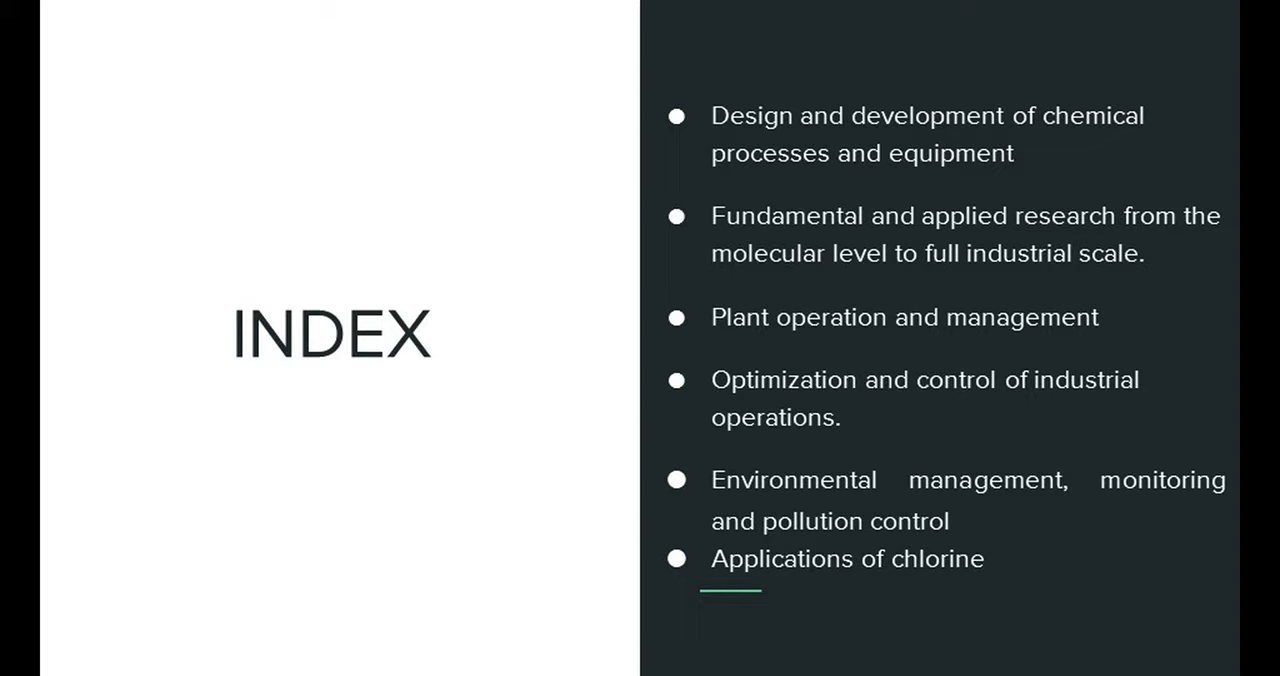 INDEX
● Design and development of chemical
processes and equipment
● Fundamental and applied research from the
molecular level to full industrial scale.
● Plant operation and management
● Optimization and control of industrial
operations.
● Environmental management, monitoring
and pollution control
● Applications of chlorine